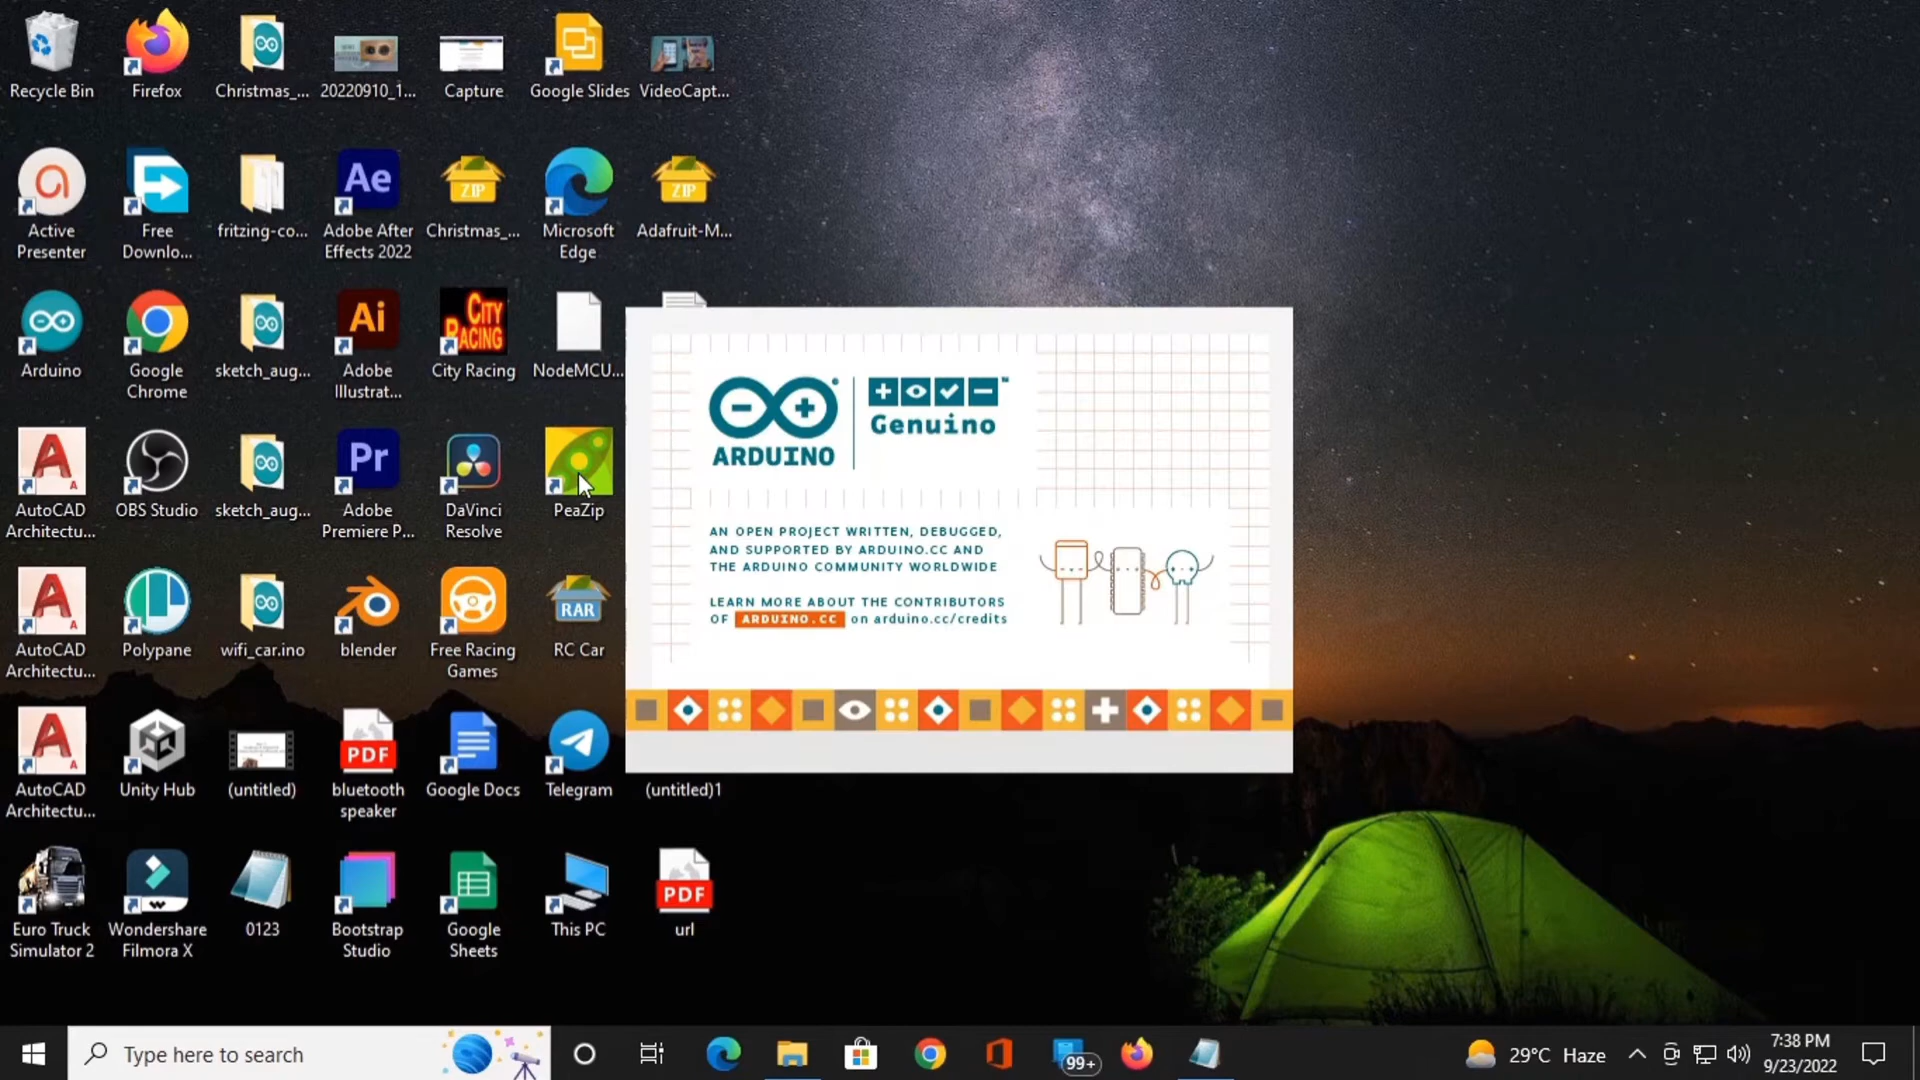 Recycle Bin
Firefox
Christmas_...
20220910_1...
Capture
Google Slides
VideoCapt...
Active
Presenter
Free
Downlo...
fritzing-co...
Ae
Adobe After
Effects 2022
ZIP
Christmas_...
Microsoft
Edge
ZIP
Adafruit-M...
Arduino
Google
Chrome
sketch_aug...
Ai
Adobe
Illustrat...
CITY
RACING
City Racing
NodeMCU...
A
AutoCAD
Architectu...
OBS Studio
sketch_aug...
Pr
Adobe
Premiere P...
DaVinci
Resolve
PeaZip
A
AutoCAD
Architectu...
Polypane
wifi_car.ino
blender
Free Racing
Games
RAR
RC Car
A
AutoCAD
Architectu...
Unity Hub
(untitled)
PDF
bluetooth
speaker
Google Docs
Telegram
(untitled)1
Euro Truck
Simulator 2
Wondershare
Filmora X
0123
Bootstrap
Studio
Google
Sheets
This PC
PDF
url
ARDUINO
Genuino
™
AN OPEN PROJECT WRITTEN, DEBUGGED,
AND SUPPORTED BY ARDUINO.CC AND
THE ARDUINO COMMUNITY WORLDWIDE
LEARN MORE ABOUT THE CONTRIBUTORS
OF ARDUINO.CC on arduino.cc/credits
Type here to search
99+
29°C Haze
7:38 PM
9/23/2022